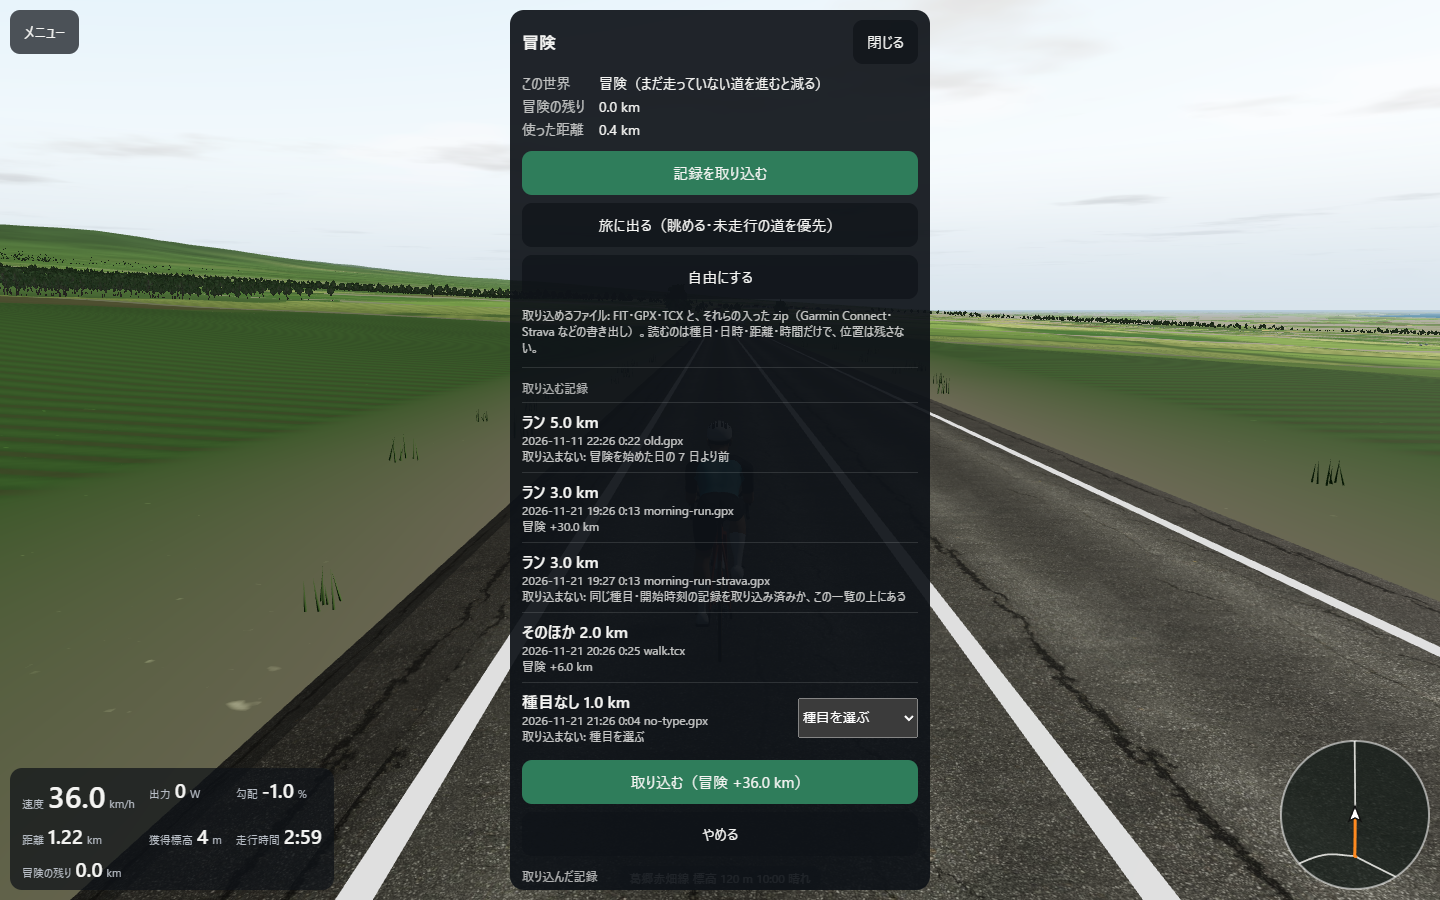 メニュー
冒険
閉じる
この世界 冒険（まだ走っていない道を進むと減る）
冒険の残り 0.0 km
使った距離 0.4 km
記録を取り込む
旅に出る（眺める・未走行の道を優先）
自由にする
取り込めるファイル: FIT・GPX・TCX と、それらの入った zip（Garmin Connect・
Strava などの書き出し）。読むのは種目・日時・距離・時間だけで、位置は残さな
い。
取り込む記録
ラン 5.0 km
2026-11-11 22:26 0:22 old.gpx
取り込まない: 冒険を始めた日の 7 日より前
ラン 3.0 km
2026-11-21 19:26 0:13 morning-run.gpx
冒険 +30.0 km
ラン 3.0 km
2026-11-21 19:27 0:13 morning-run-strava.gpx
取り込まない: 同じ種目・開始時刻の記録を取り込み済みか、この一覧の上にある
そのほか 2.0 km
2026-11-21 20:26 0:25 walk.tcx
冒険 +6.0 km
種目なし 1.0 km
2026-11-21 21:26 0:04 no-type.gpx
取り込まない: 種目を選ぶ
種目を選ぶ
取り込む（冒険 +36.0 km）
やめる
取り込んだ記録
標高 120 m 10:00 晴れ
速度 36.0 km/h 出力 0 W 勾配 -1.0 %
距離 1.22 km 獲得標高 4 m 走行時間 2:59
冒険の残り 0.0 km